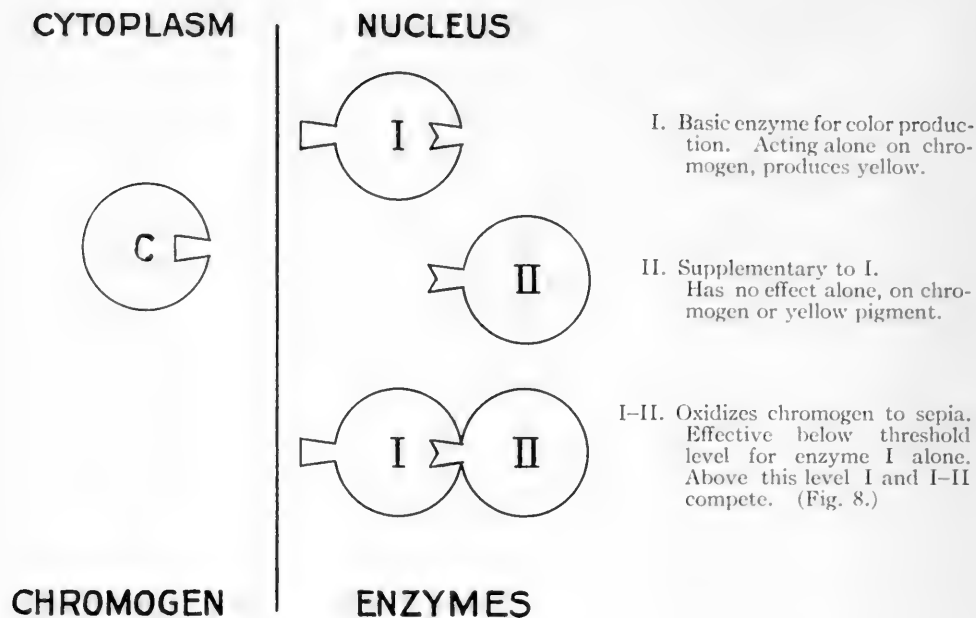 CYTOPLASM NUCLEUS
I
I. Basic enzyme for color produc-
tion. Acting alone on chro-
mogen, produces yellow.
C
II
II. Supplementary to I.
Has no effect alone, on chro-
mogen or yellow pigment.
I II
I–II. Oxidizes chromogen to sepia.
Effective below threshold
level for enzyme I alone.
Above this level I and I–II
compete. (Fig. 8.)
CHROMOGEN ENZYMES